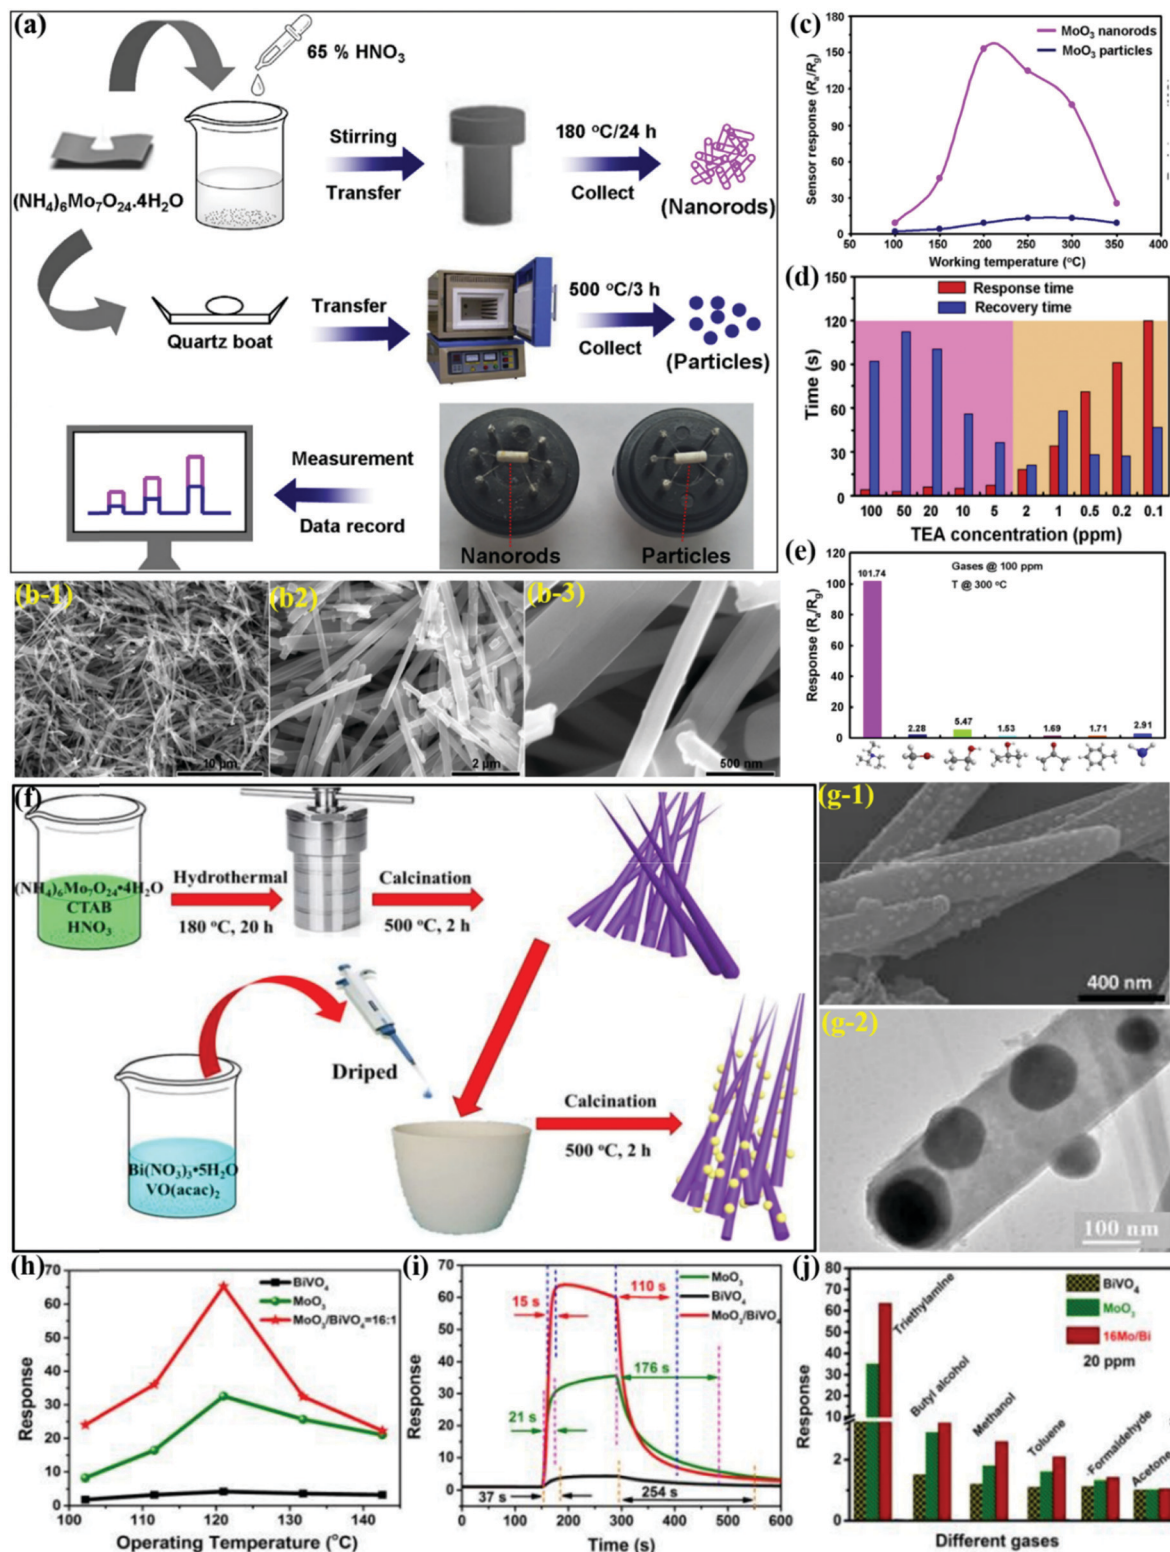 (a)
65 % HNO3
(NH4)6Mo7O24.4H2O
Stirring
Transfer
180 °C/24 h
Collect
(Nanorods)
Quartz boat
Transfer
500 °C/3 h
Collect
(Particles)
Measurement
Data record
Nanorods
Particles
(b-1)
10 μm
(b2)
2 μm
(b-3)
500 nm
(c)
MoO3 nanorods
MoO3 particles
Sensor response (Ra/Rg)
180
150
120
90
60
30
0
50 100 150 200 250 300 350 400
Working temperature (°C)
(d)
Response time
Recovery time
Time (s)
150
120
90
60
30
0
100 50 20 10 5 2 1 0.5 0.2 0.1
TEA concentration (ppm)
(e)
Gases @ 100 ppm
T @ 300 °C
Response (Ra/Rg)
120
100
80
60
40
20
0
101.74
2.28
5.47
1.53
1.69
1.71
2.91
(f)
(NH4)6Mo7O24•4H2O
CTAB
HNO3
Hydrothermal
180 °C, 20 h
Calcination
500 °C, 2 h
Driped
Bi(NO3)3•5H2O
VO(acac)2
Calcination
500 °C, 2 h
(g-1)
400 nm
(g-2)
100 nm
(h)
BiVO4
MoO3
MoO3/BiVO4=16:1
Response
70
60
50
40
30
20
10
0
100 110 120 130 140
Operating Temperature (°C)
(i)
MoO3
BiVO4
MoO3/BiVO4
15 s
110 s
176 s
21 s
37 s
254 s
Response
70
60
50
40
30
20
10
0
-10
0 100 200 300 400 500 600
Time (s)
(j)
BiVO4
MoO3
16Mo/Bi
20 ppm
Triethylamine
Butyl alcohol
Methanol
Toluene
Formaldehyde
Acetone
Response
80
70
60
50
40
30
20
10
2
0
Different gases